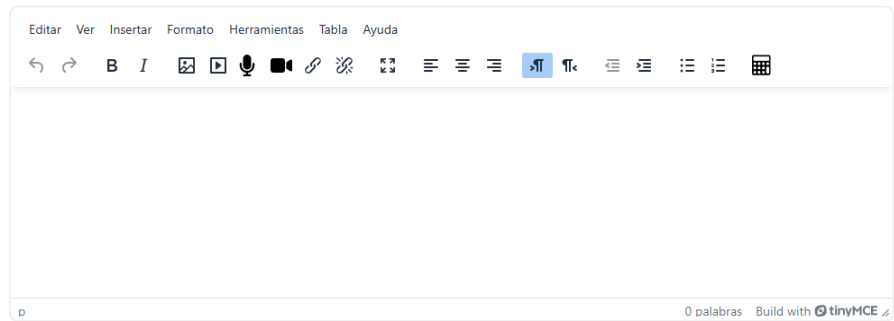 Editar Ver Insertar Formato Herramientas Tabla Ayuda
B I
p 0 palabras Build with tinyMCE